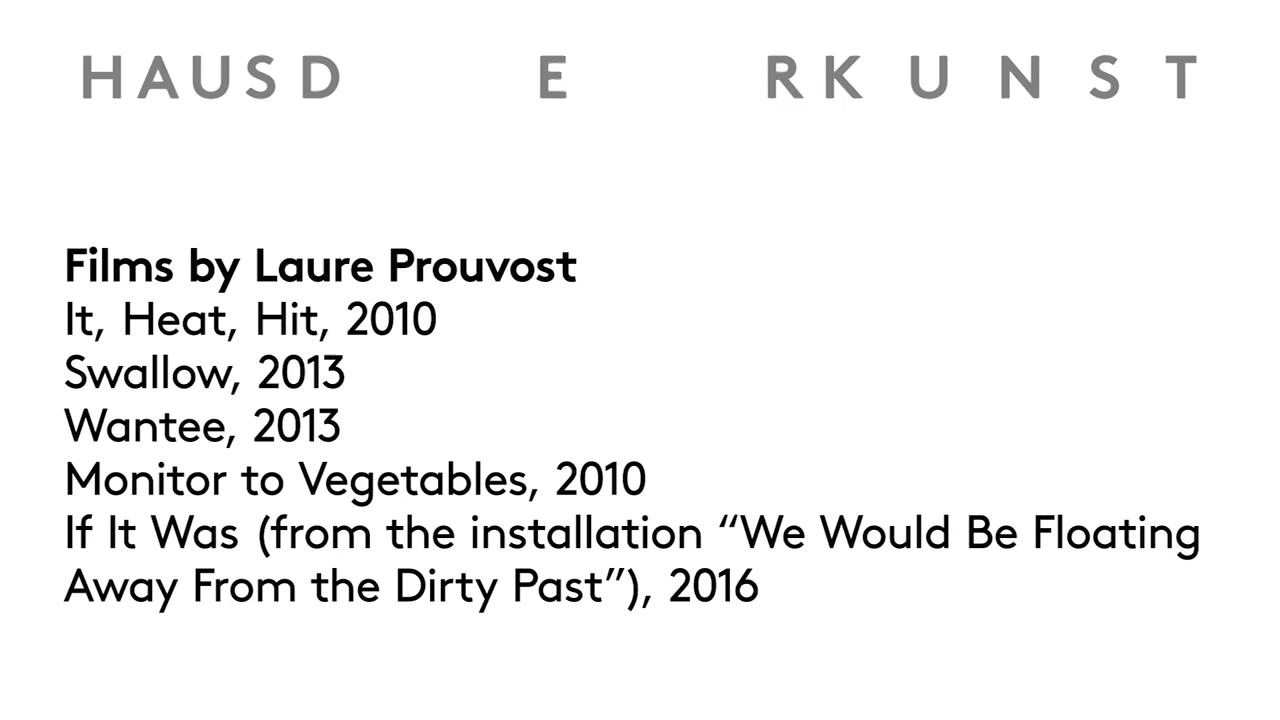 HAUSD E RKUNST
Films by Laure Prouvost
It, Heat, Hit, 2010
Swallow, 2013
Wantee, 2013
Monitor to Vegetables, 2010
If It Was (from the installation “We Would Be Floating
Away From the Dirty Past”), 2016